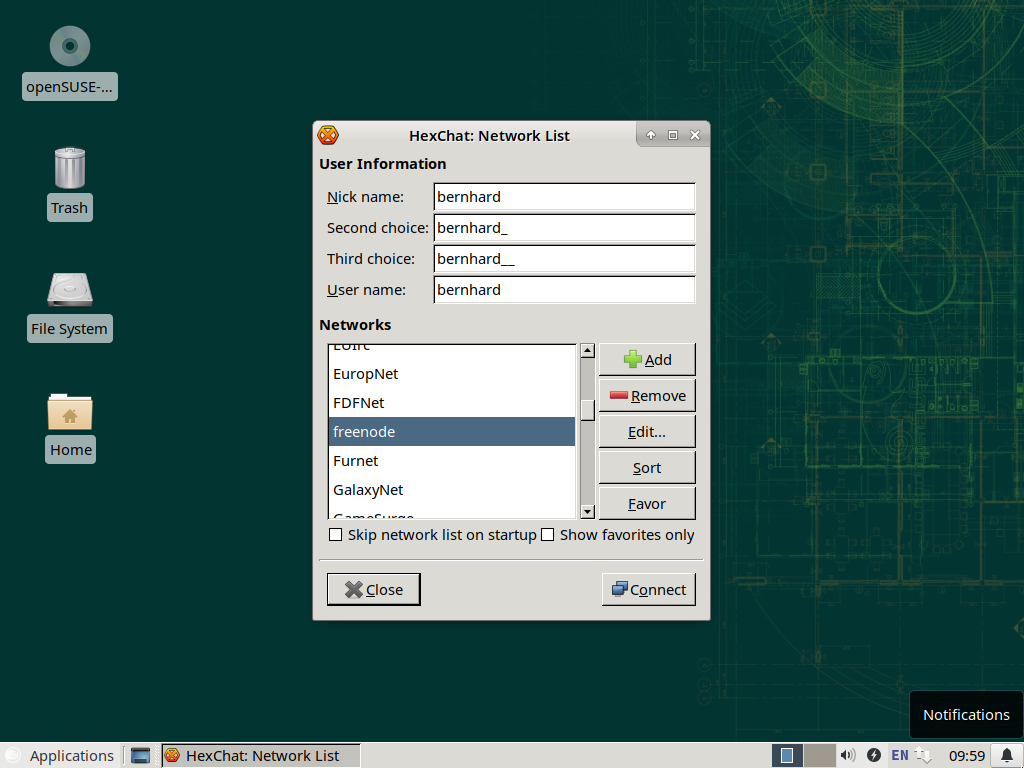 openSUSE-...
Trash
File System
Home
HexChat: Network List
User Information
Nick name: bernhard
Second choice: bernhard_
Third choice: bernhard__
User name: bernhard
Networks
EUIrc
EuropNet
FDFNet
freenode
Furnet
GalaxyNet
GameSurge
Add
Remove
Edit...
Sort
Favor
Skip network list on startup Show favorites only
Close Connect
Notifications
Applications HexChat: Network List EN 09:59